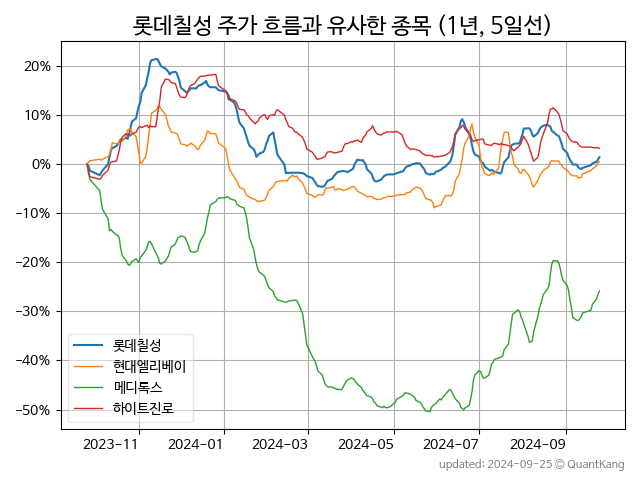 롯데칠성 주가 흐름과 유사한 종목 (1년, 5일선)
20%
10%
0%
−10%
−20%
−30%
−40%
−50%
롯데칠성
현대엘리베이
메디톡스
하이트진로
2023−11
2024−01
2024−03
2024−05
2024−07
2024−09
updated: 2024-09-25 © QuantKang